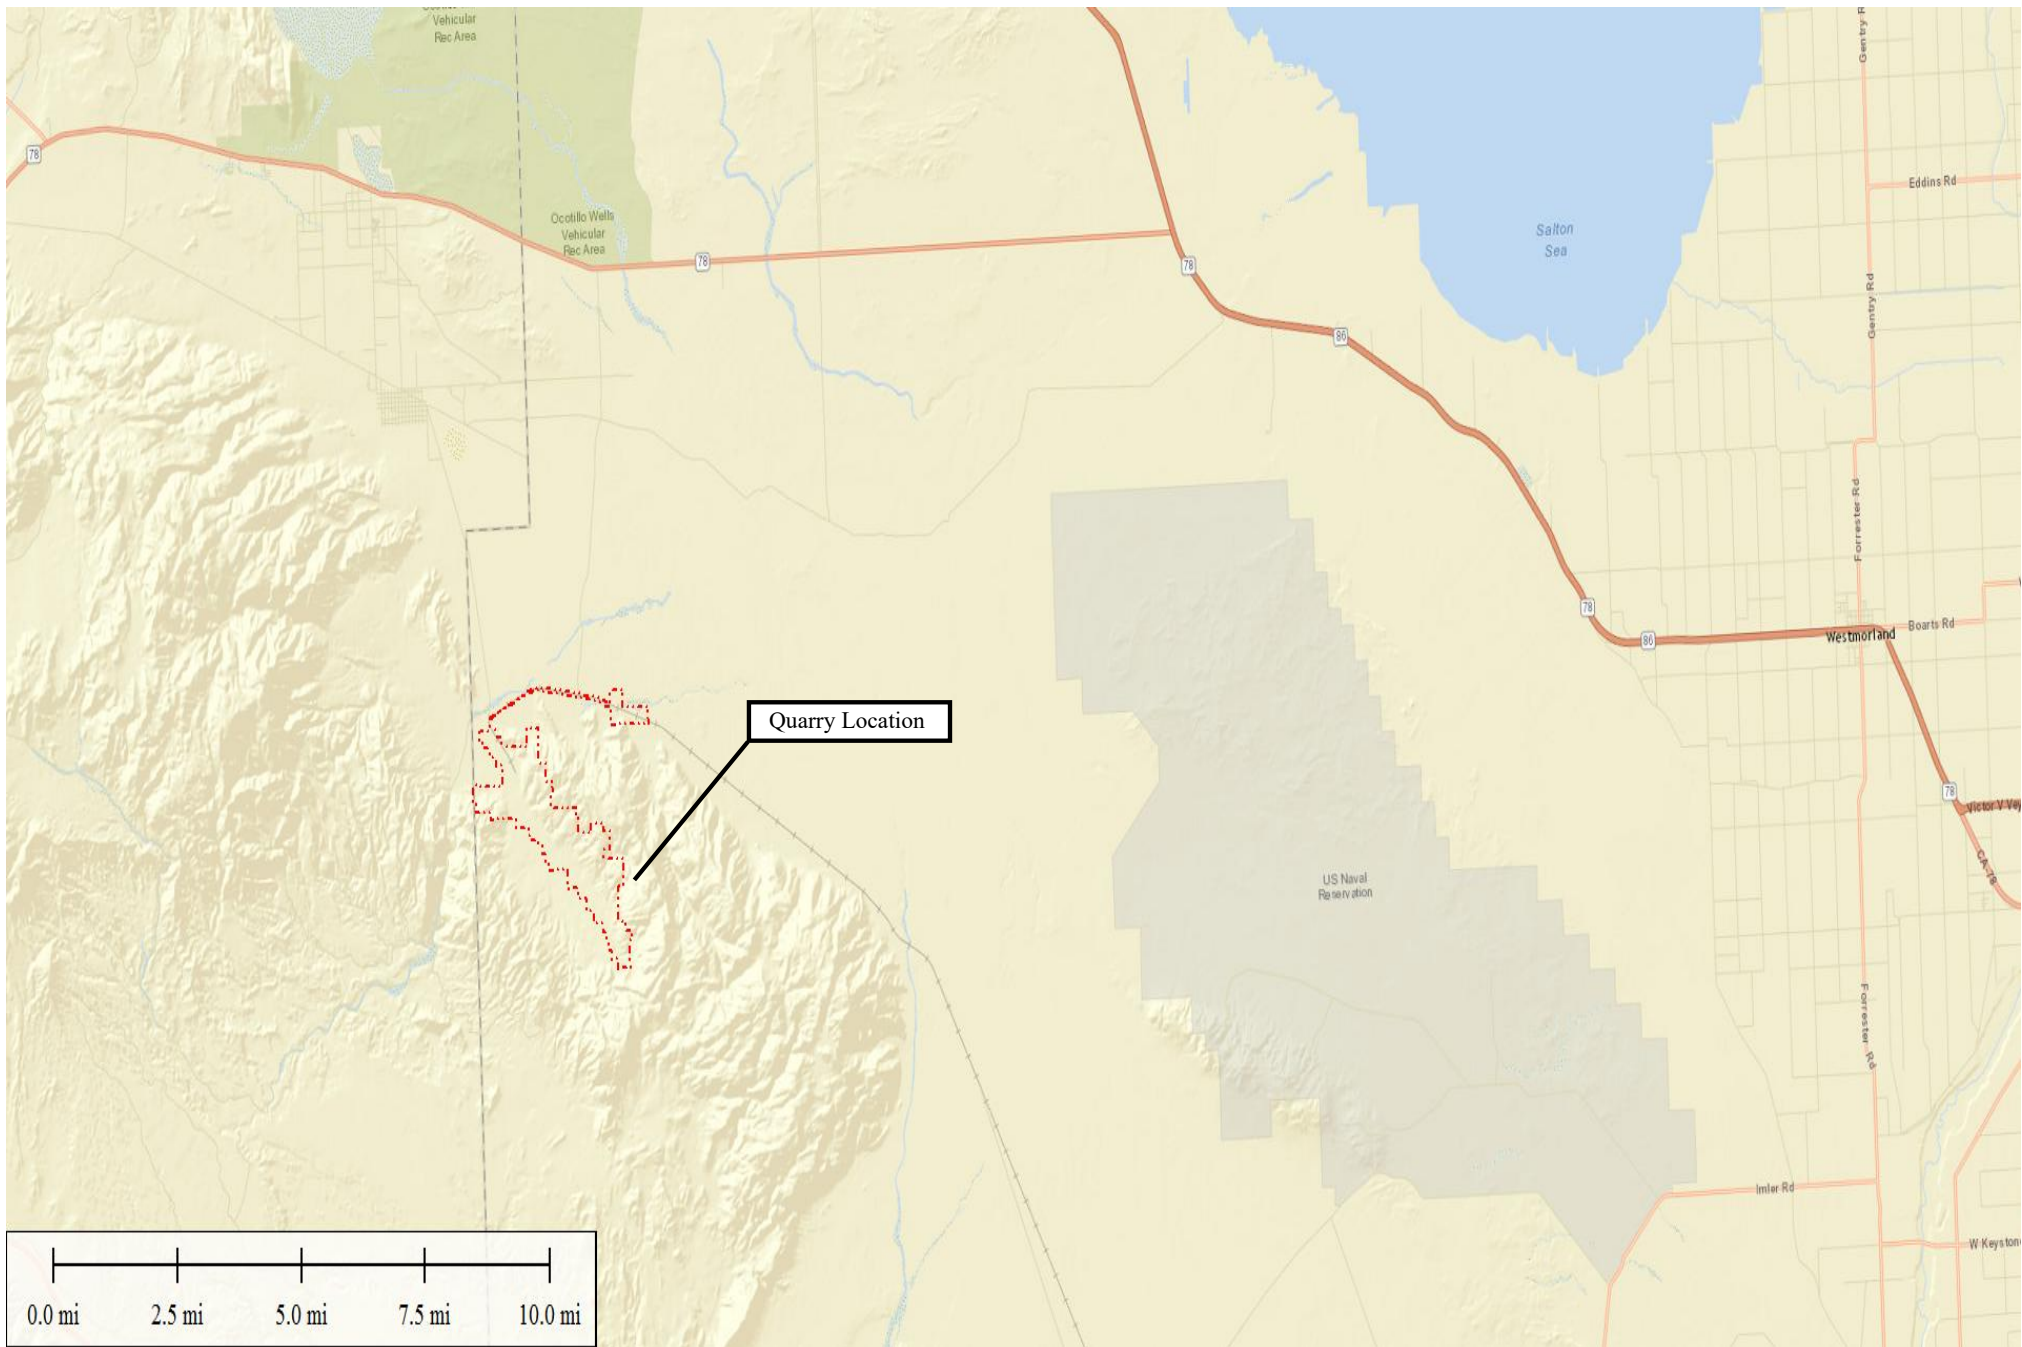 Vehicular
Rec Area
Gentry R
78
Eddins Rd
Ocotillo Wells
Vehicular
Rec Area
Salton
Sea
78
78
Gentry Rd
86
Forrester Rd
78
86
Westmorland
Boarts Rd
Quarry Location
78
Victor V Vey
CA-78
US Naval
Reservation
Forrester Rd
Imler Rd
W Keyston
0.0 mi
2.5 mi
5.0 mi
7.5 mi
10.0 mi